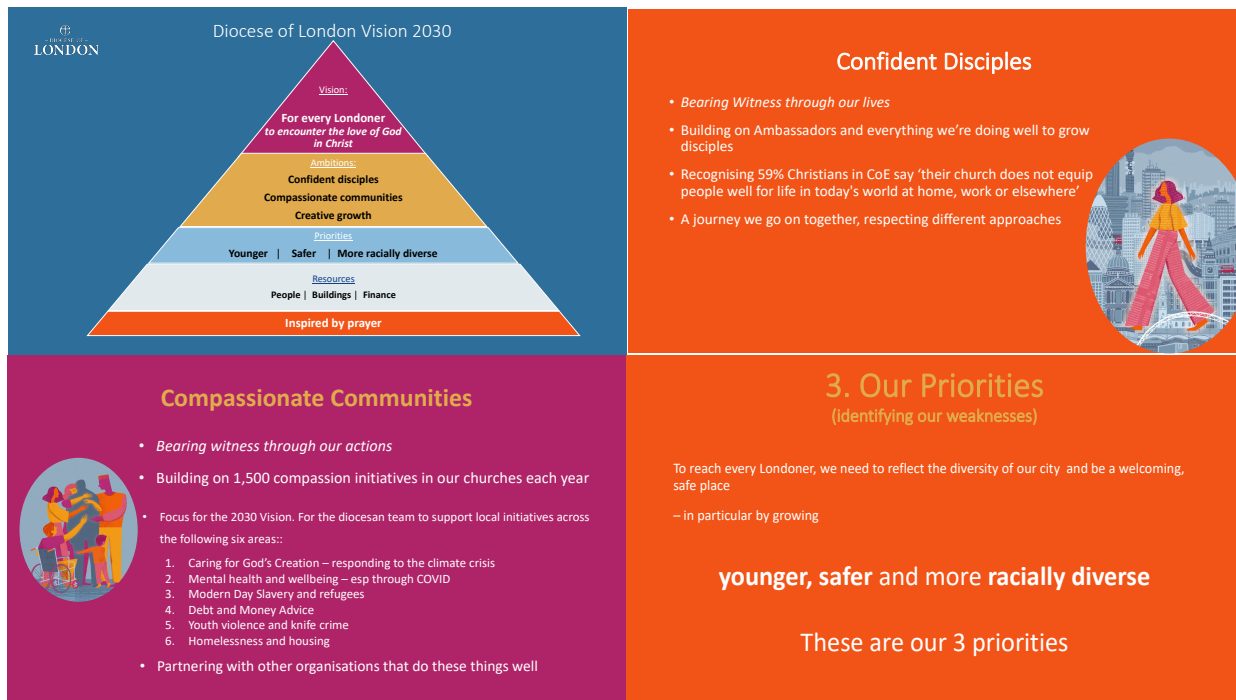 DIOCESE OF
LONDON
Diocese of London Vision 2030
Vision:
For every Londoner
to encounter the love of God
in Christ
Ambitions:
Confident disciples
Compassionate communities
Creative growth
Priorities
Younger | Safer | More racially diverse
Resources
People | Buildings | Finance
Inspired by prayer
Confident Disciples
• Bearing Witness through our lives
• Building on Ambassadors and everything we're doing well to grow
disciples
• Recognising 59% Christians in CoE say 'their church does not equip
people well for life in today's world at home, work or elsewhere'
• A journey we go on together, respecting different approaches
Compassionate Communities
• Bearing witness through our actions
• Building on 1,500 compassion initiatives in our churches each year
• Focus for the 2030 Vision. For the diocesan team to support local initiatives across
the following six areas::
1. Caring for God's Creation – responding to the climate crisis
2. Mental health and wellbeing – esp through COVID
3. Modern Day Slavery and refugees
4. Debt and Money Advice
5. Youth violence and knife crime
6. Homelessness and housing
• Partnering with other organisations that do these things well
3. Our Priorities
(identifying our weaknesses)
To reach every Londoner, we need to reflect the diversity of our city and be a welcoming,
safe place
– in particular by growing
younger, safer and more racially diverse
These are our 3 priorities